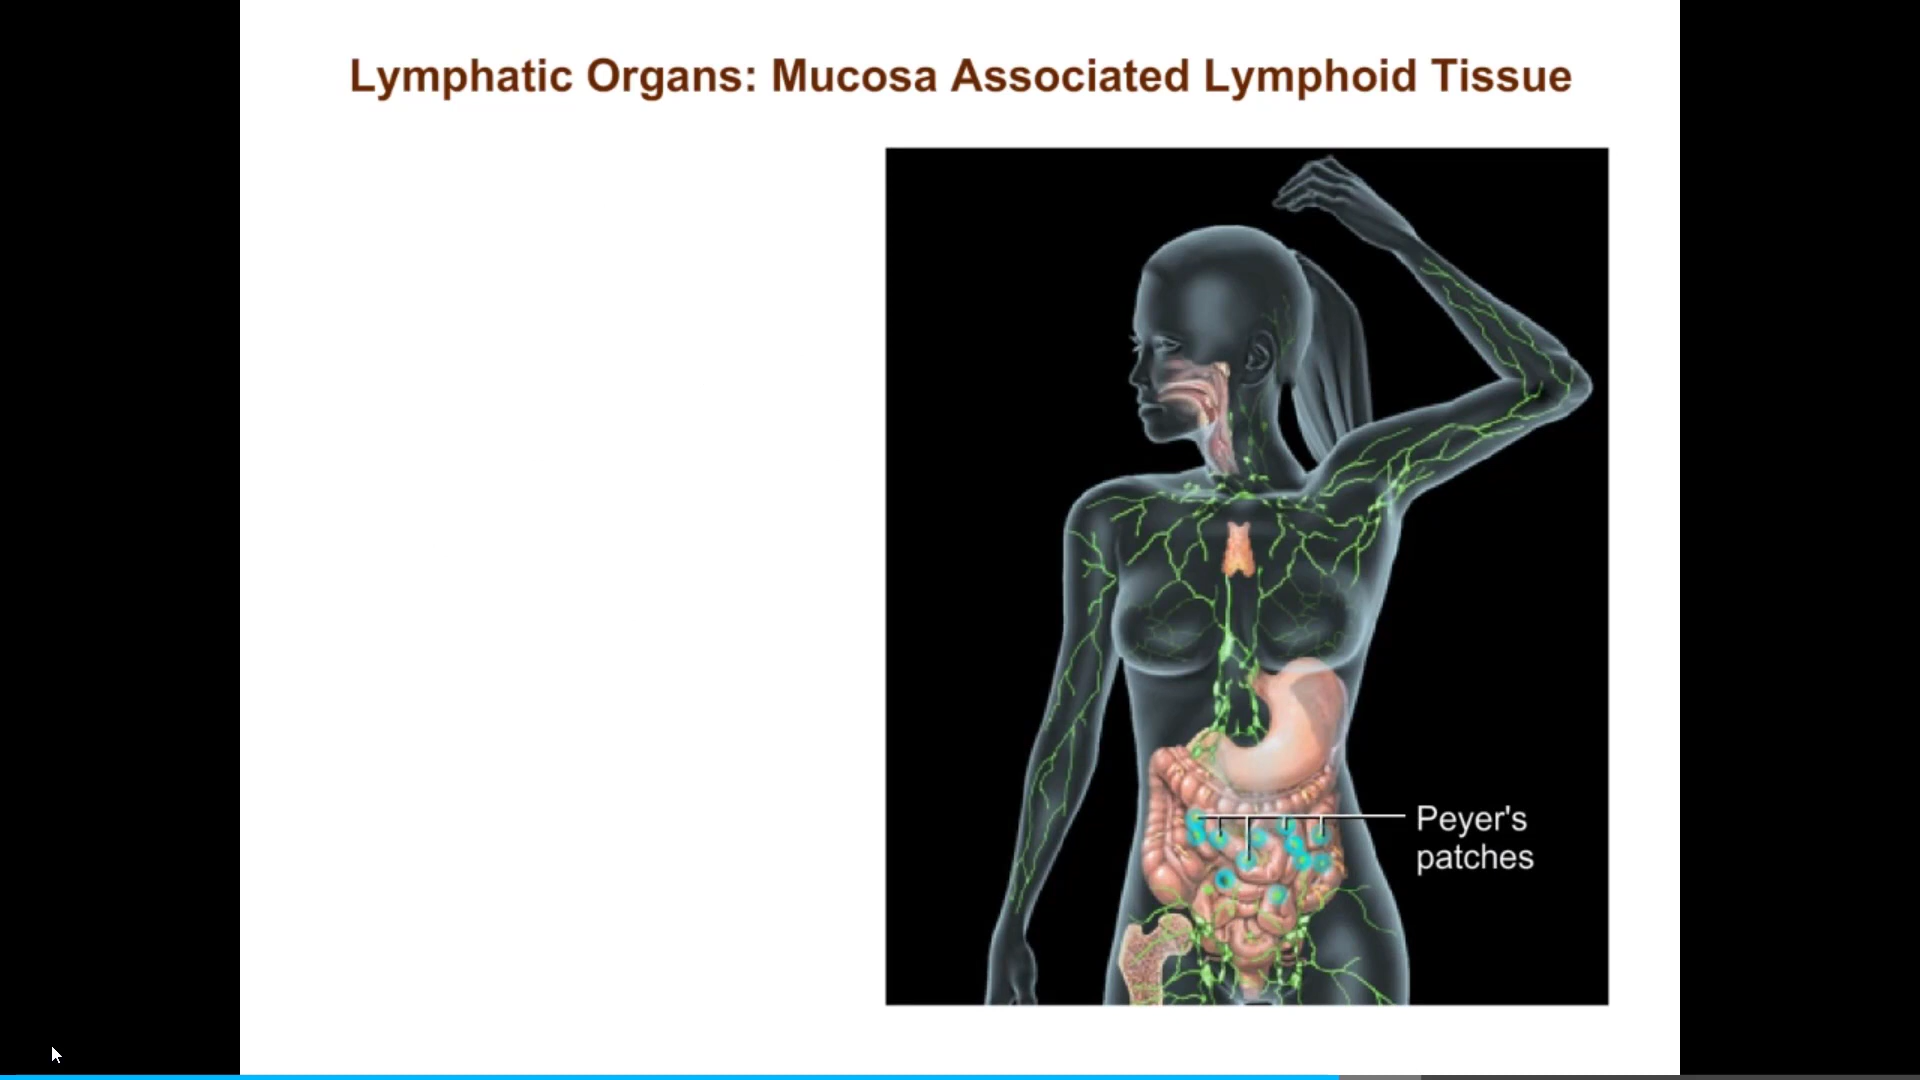 Lymphatic Organs: Mucosa Associated Lymphoid Tissue
Peyer's
patches